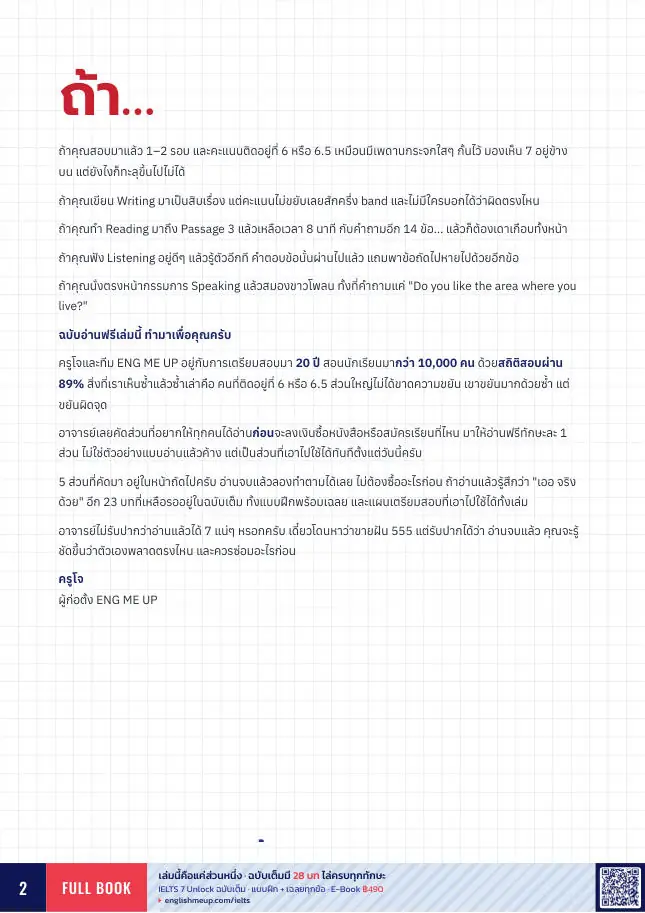 ถ้า...
ถ้าคุณสอบมาแล้ว 1–2 รอบ และคะแนนติดอยู่ที่ 6 หรือ 6.5 เหมือนมีเพดานกระจกใสๆ กั้นไว้ มองเห็น 7 อยู่ข้าง
บน แต่ยังไงก็ทะลุขึ้นไปไม่ได้
ถ้าคุณเขียน Writing มาเป็นสิบเรื่อง แต่คะแนนไม่ขยับเลยสักครึ่ง band และไม่มีใครบอกได้ว่าผิดตรงไหน
ถ้าคุณทำ Reading มาถึง Passage 3 แล้วเหลือเวลา 8 นาที กับคำถามอีก 14 ข้อ... แล้วก็ต้องเดาเกือบทั้งหน้า
ถ้าคุณฟัง Listening อยู่ดีๆ แล้วรู้ตัวอีกที คำตอบข้อนั้นผ่านไปแล้ว แถมพาข้อถัดไปหายไปด้วยอีกข้อ
ถ้าคุณนั่งตรงหน้ากรรมการ Speaking แล้วสมองขาวโพลน ทั้งที่คำถามแค่ "Do you like the area where you
live?"
ฉบับอ่านฟรีเล่มนี้ ทำมาเพื่อคุณครับ
ครูโจและทีม ENG ME UP อยู่กับการเตรียมสอบมา 20 ปี สอนนักเรียนมากว่า 10,000 คน ด้วยสถิติสอบผ่าน
89% สิ่งที่เราเห็นซ้ำแล้วซ้ำเล่าคือ คนที่ติดอยู่ที่ 6 หรือ 6.5 ส่วนใหญ่ไม่ได้ขาดความขยัน เขาขยันมากด้วยซ้ำ แต่
ขยันผิดจุด
อาจารย์เลยคัดส่วนที่อยากให้ทุกคนได้อ่านก่อนจะลงเงินซื้อหนังสือหรือสมัครเรียนที่ไหน มาให้อ่านฟรีทักษะละ 1
ส่วน ไม่ใช่ตัวอย่างแบบอ่านแล้วค้าง แต่เป็นส่วนที่เอาไปใช้ได้ทันทีตั้งแต่วันนี้ครับ
5 ส่วนที่คัดมา อยู่ในหน้าถัดไปครับ อ่านจบแล้วลองทำตามได้เลย ไม่ต้องซื้ออะไรก่อน ถ้าอ่านแล้วรู้สึกว่า "เออ จริง
ด้วย" อีก 23 บทที่เหลือรออยู่ในฉบับเต็ม ทั้งแบบฝึกพร้อมเฉลย และแผนเตรียมสอบที่เอาไปใช้ได้ทั้งเล่ม
อาจารย์ไม่รับปากว่าอ่านแล้วได้ 7 แน่ๆ หรอกครับ เดี๋ยวโดนหาว่าขายฝัน 555 แต่รับปากได้ว่า อ่านจบแล้ว คุณจะรู้
ชัดขึ้นว่าตัวเองพลาดตรงไหน และควรซ่อมอะไรก่อน
ครูโจ
ผู้ก่อตั้ง ENG ME UP
2
FULL BOOK
เล่มนี้คือแค่ส่วนหนึ่ง · ฉบับเต็มมี 28 บท ไล่ครบทุกทักษะ
IELTS 7 Unlock ฉบับเต็ม · แบบฝึก + เฉลยทุกข้อ · E-Book ฿490
englishmeup.com/ielts